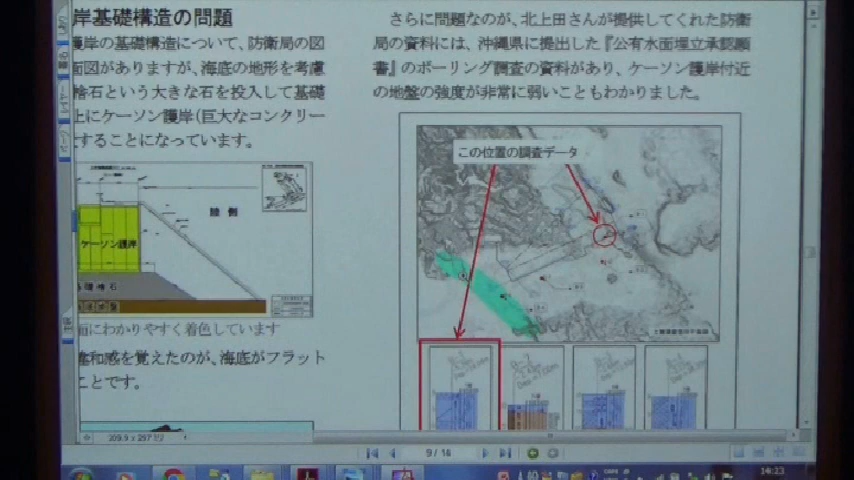 岸基礎構造の問題
護岸の基礎構造について、防衛局の図
面図がありますが、海底の地形を考慮
捨石という大きな石を投入して基礎
上にケーソン護岸(巨大なコンクリー
することになっています。
陸側
ケーソン護岸
基礎捨石
面にわかりやすく着色しています
違和感を覚えたのが、海底がフラット
ことです。
さらに問題なのが、北上田さんが提供してくれた防衛
局の資料には、沖縄県に提出した『公有水面埋立承認願
書』のボーリング調査の資料があり、ケーソン護岸付近
の地盤の強度が非常に弱いこともわかりました。
この位置の調査データ
209.9 x 297 ミリ
9 / 16
14:23